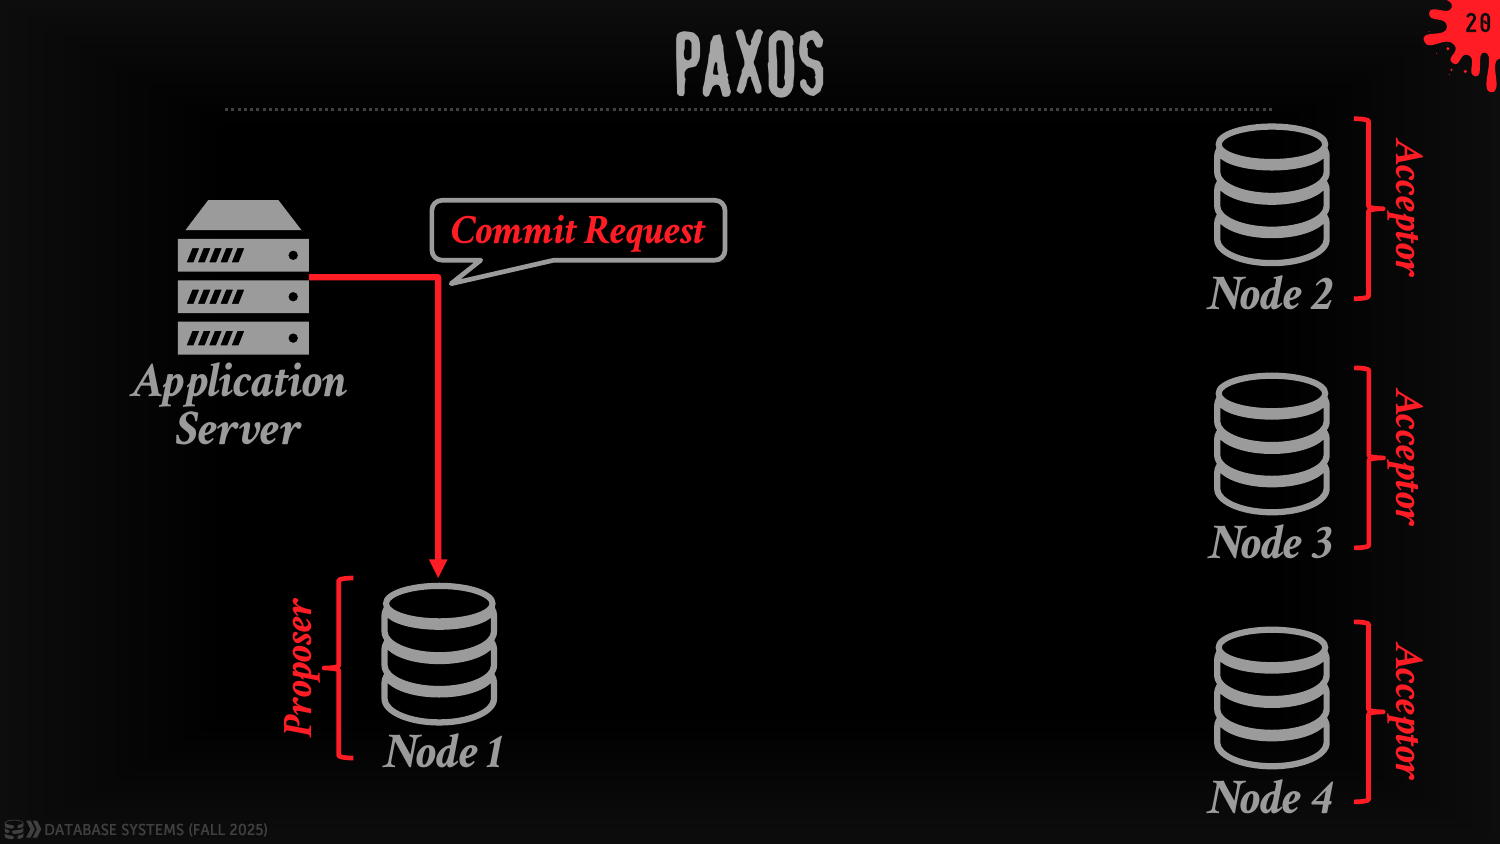 PAXOS
20
Commit Request
Application
Server
Proposer
Node 1
Acceptor
Node 2
Acceptor
Node 3
Acceptor
Node 4
DATABASE SYSTEMS (FALL 2025)